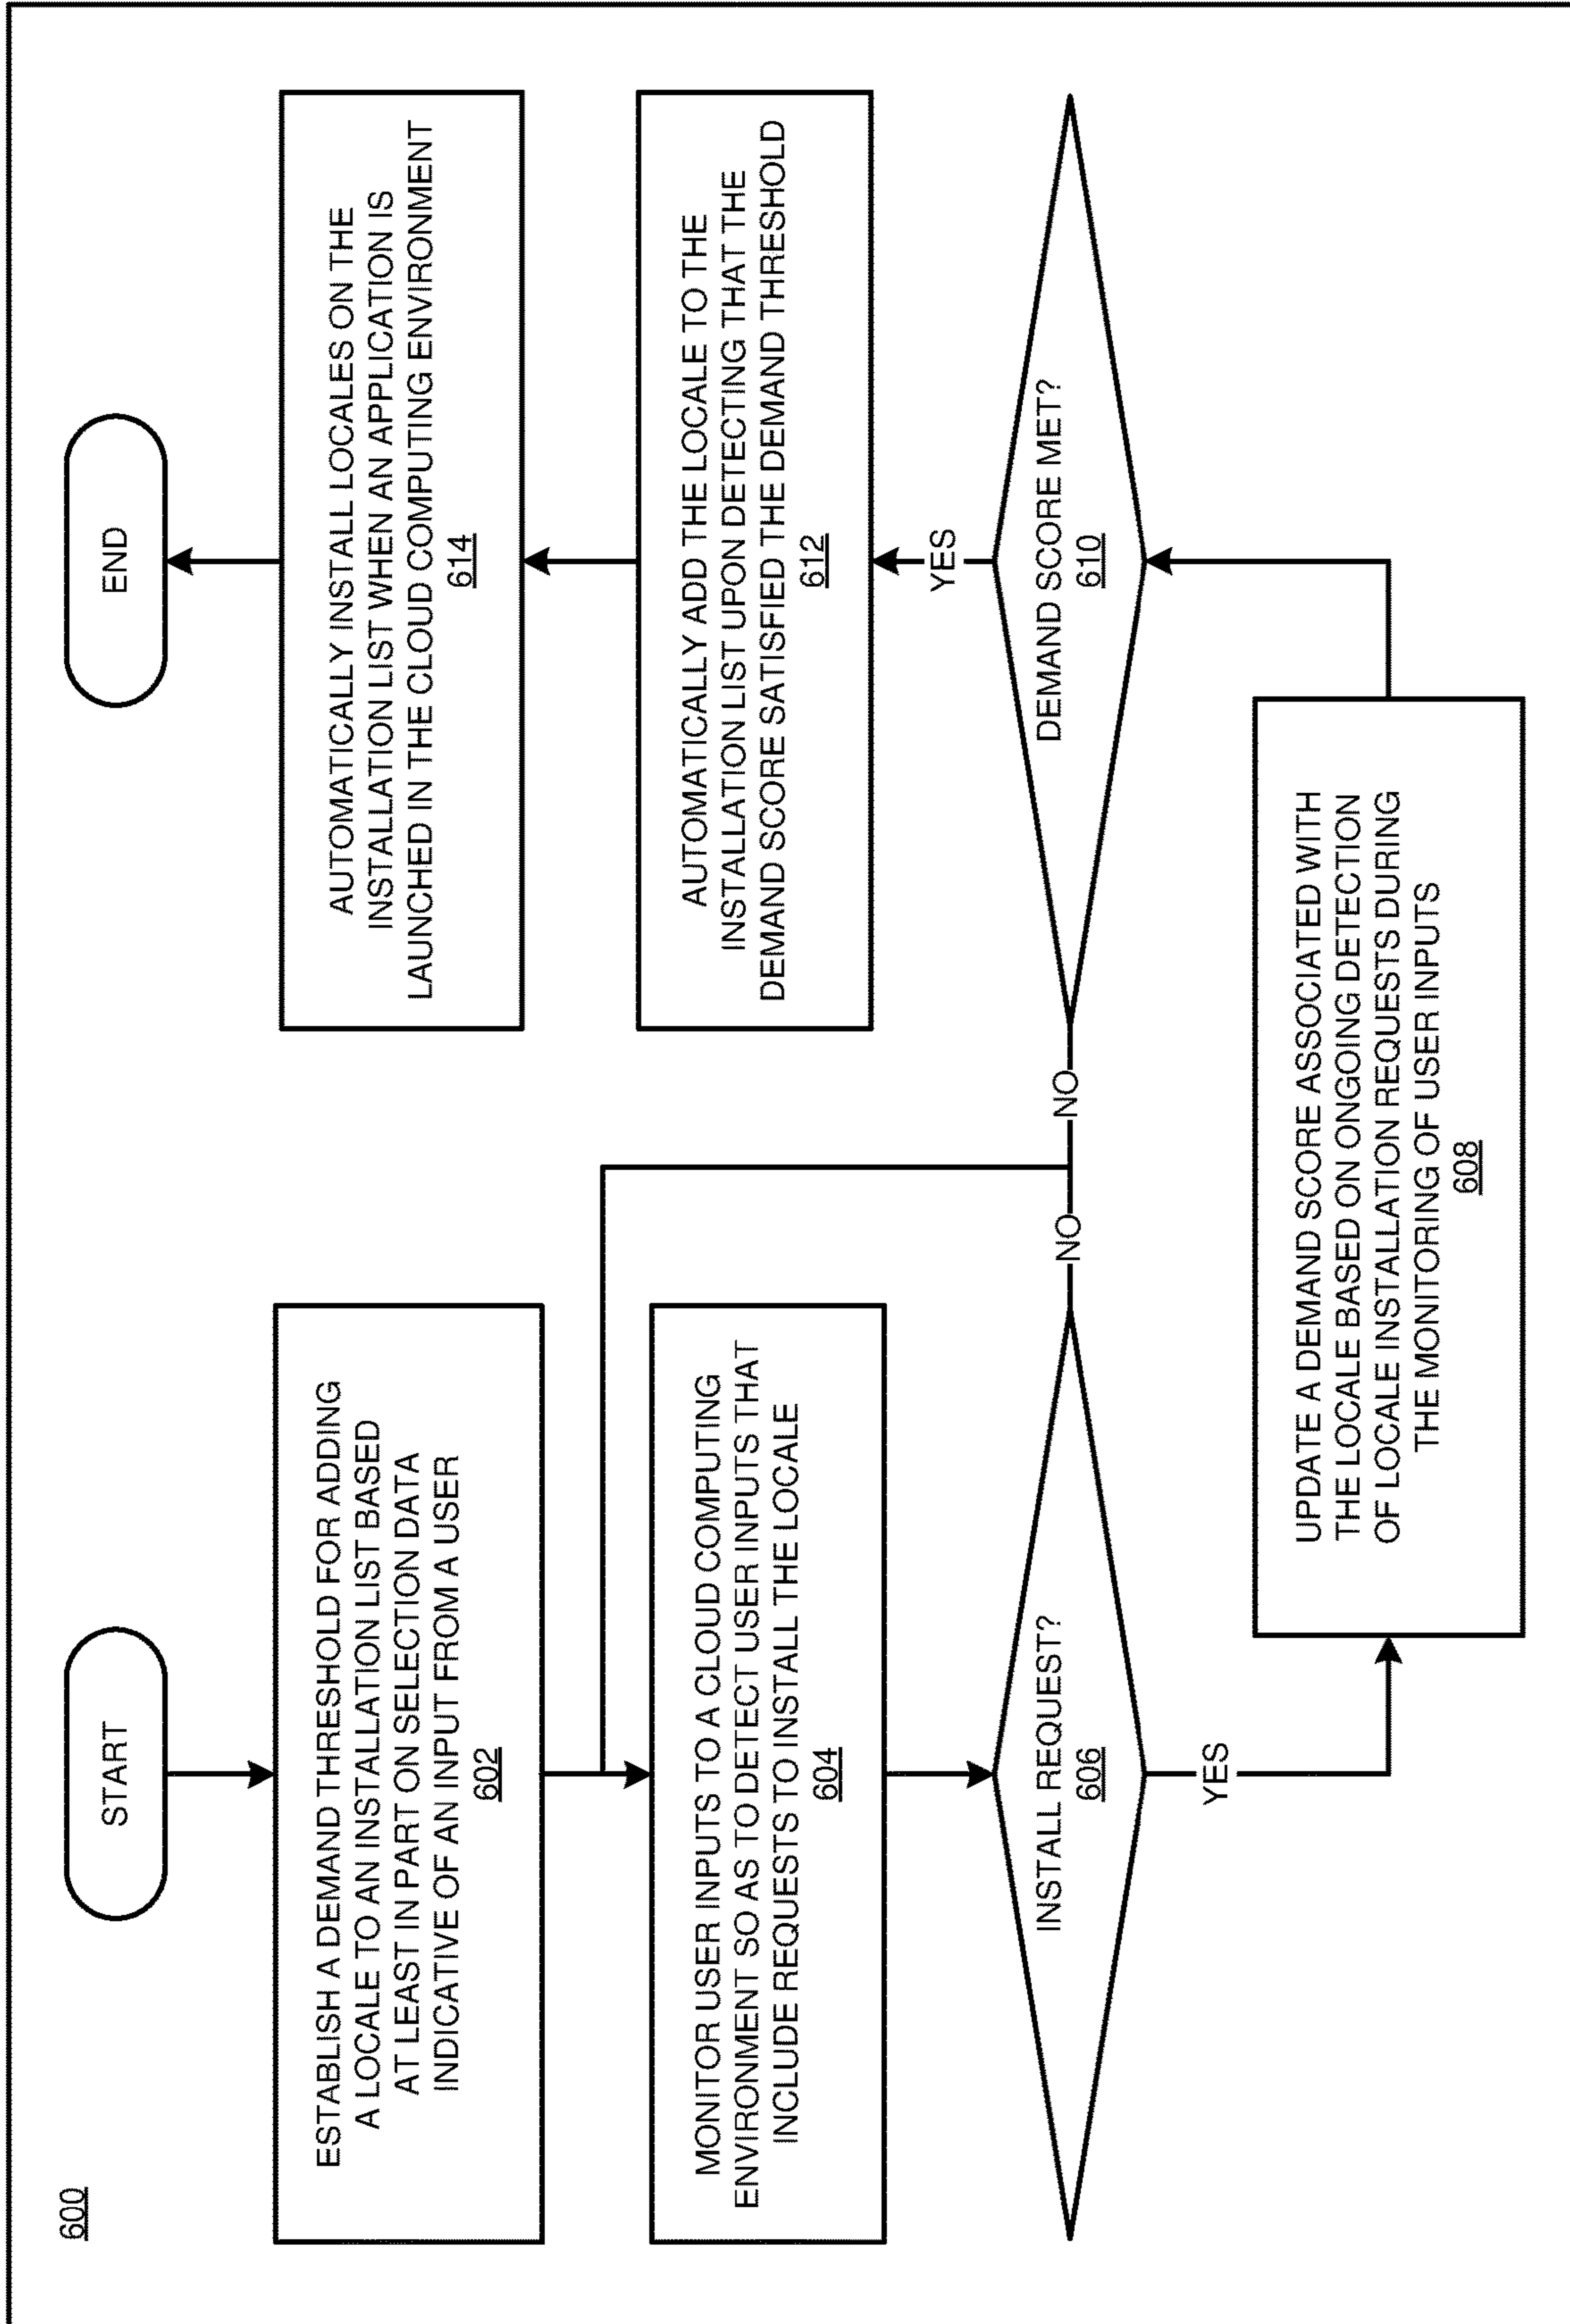 600
START
ESTABLISH A DEMAND THRESHOLD FOR ADDING
A LOCALE TO AN INSTALLATION LIST BASED
AT LEAST IN PART ON SELECTION DATA
INDICATIVE OF AN INPUT FROM A USER
602
MONITOR USER INPUTS TO A CLOUD COMPUTING
ENVIRONMENT SO AS TO DETECT USER INPUTS THAT
INCLUDE REQUESTS TO INSTALL THE LOCALE
604
INSTALL REQUEST?
606
NO
YES
UPDATE A DEMAND SCORE ASSOCIATED WITH
THE LOCALE BASED ON ONGOING DETECTION
OF LOCALE INSTALLATION REQUESTS DURING
THE MONITORING OF USER INPUTS
608
DEMAND SCORE MET?
610
NO
YES
AUTOMATICALLY ADD THE LOCALE TO THE
INSTALLATION LIST UPON DETECTING THAT THE
DEMAND SCORE SATISFIED THE DEMAND THRESHOLD
612
AUTOMATICALLY INSTALL LOCALES ON THE
INSTALLATION LIST WHEN AN APPLICATION IS
LAUNCHED IN THE CLOUD COMPUTING ENVIRONMENT
614
END